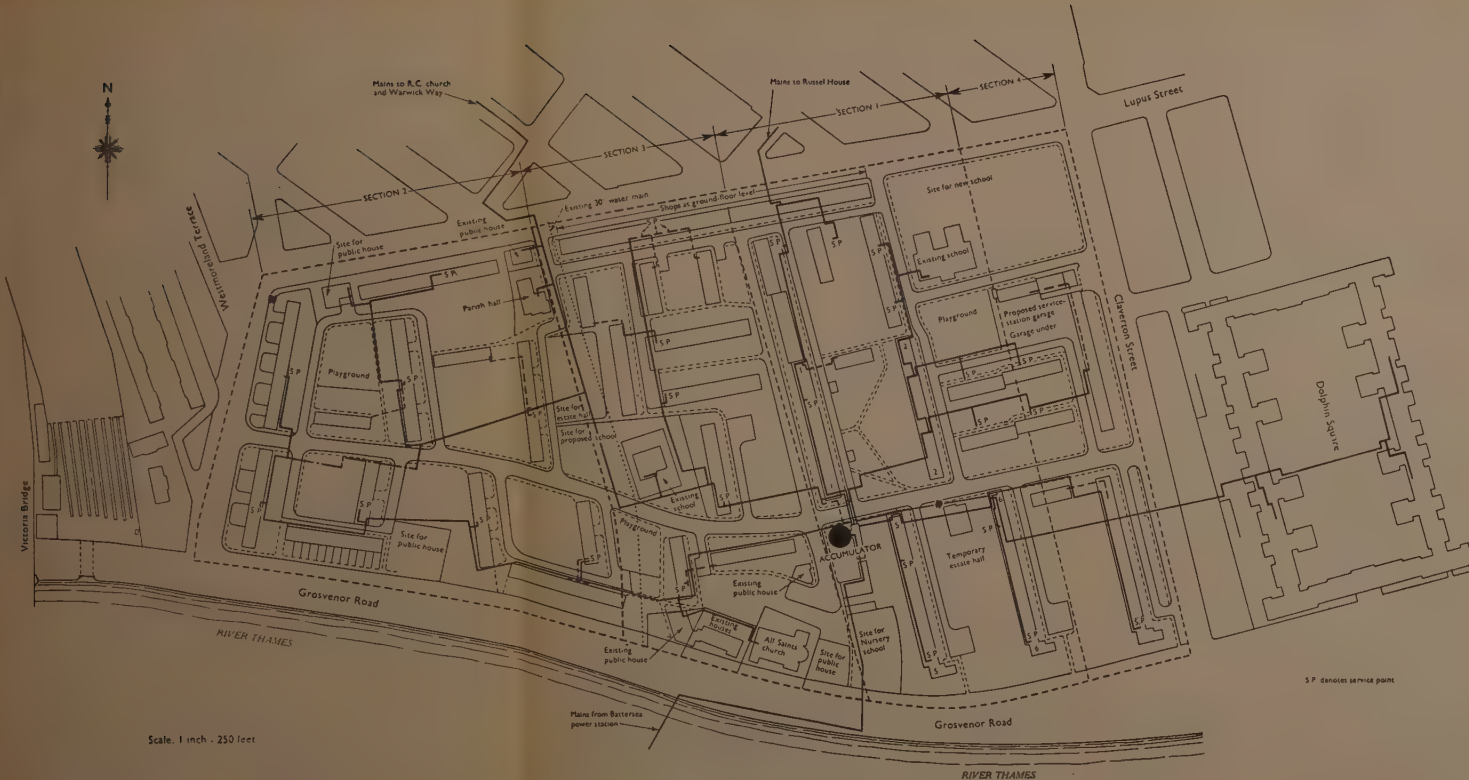 N
Mains to R.C. church
and Warwick Way
Mains to Russel House
SECTION 4
SECTION 1
SECTION 3
SECTION 2
Lupus Street
Existing 30" water main
Shops at ground-floor level
Site for new school
Westmoreland Terrace
Existing
public house
Site for
public house
S P
S P
S P
S P
S P
Existing school
Parish hall
Playground
Proposed service-
station garage
Garage under
Claverton Street
S P
S P
Playground
S P
S P
S P
S P
S P
S P
S P
S P
S P
Dolphin Square
Site for
estate hall
Site for
proposed school
2
2
Victoria Bridge
Existing
school
S P
S P
S P
S P
S P
Site for
public house
Playground
S
6
S P
ACCUMULATOR
Temporary
estate hall
S P
S P
S P
Existing
public house
Grosvenor Road
RIVER THAMES
Existing
houses
All Saints
church
Site for
public
house
Site for
Nursery
school
Existing
public house
S P
S P
S P
5
6
S P denotes service point
Mains from Battersea
power station
Grosvenor Road
Scale. 1 inch - 250 feet
RIVER THAMES